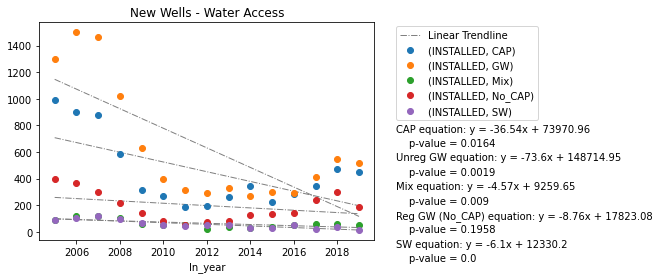 New Wells - Water Access
1400
1200
1000
800
600
400
200
0
2006 2008 2010 2012 2014 2016 2018
In_year
Linear Trendline
(INSTALLED, CAP)
(INSTALLED, GW)
(INSTALLED, Mix)
(INSTALLED, No_CAP)
(INSTALLED, SW)
CAP equation: y = -36.54x + 73970.96
p-value = 0.0164
Unreg GW equation: y = -73.6x + 148714.95
p-value = 0.0019
Mix equation: y = -4.57x + 9259.65
p-value = 0.009
Reg GW (No_CAP) equation: y = -8.76x + 17823.08
p-value = 0.1958
SW equation: y = -6.1x + 12330.2
p-value = 0.0